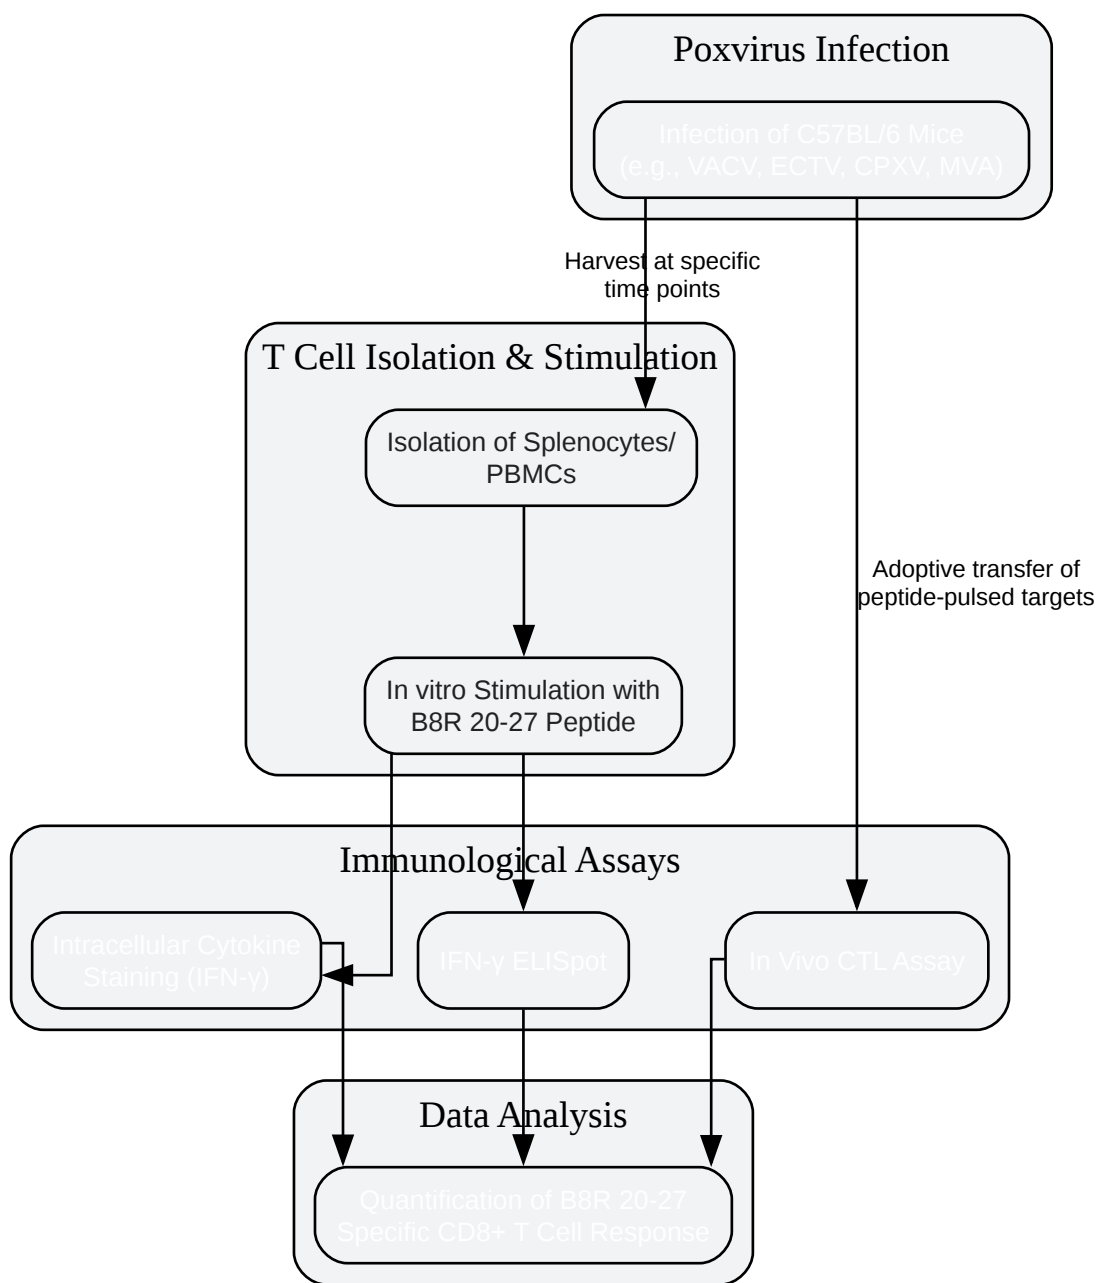 Poxvirus Infection
Infection of C57BL/6 Mice
(e.g., VACV, ECTV, CPXV, MVA)
Harvest at specific
time points
T Cell Isolation & Stimulation
Isolation of Splenocytes/
PBMCs
Adoptive transfer of
peptide-pulsed targets
In vitro Stimulation with
B8R 20-27 Peptide
Immunological Assays
Intracellular Cytokine
Staining (IFN-γ)
IFN-γ ELISpot
In Vivo CTL Assay
Data Analysis
Quantification of B8R 20-27
Specific CD8+ T Cell Response